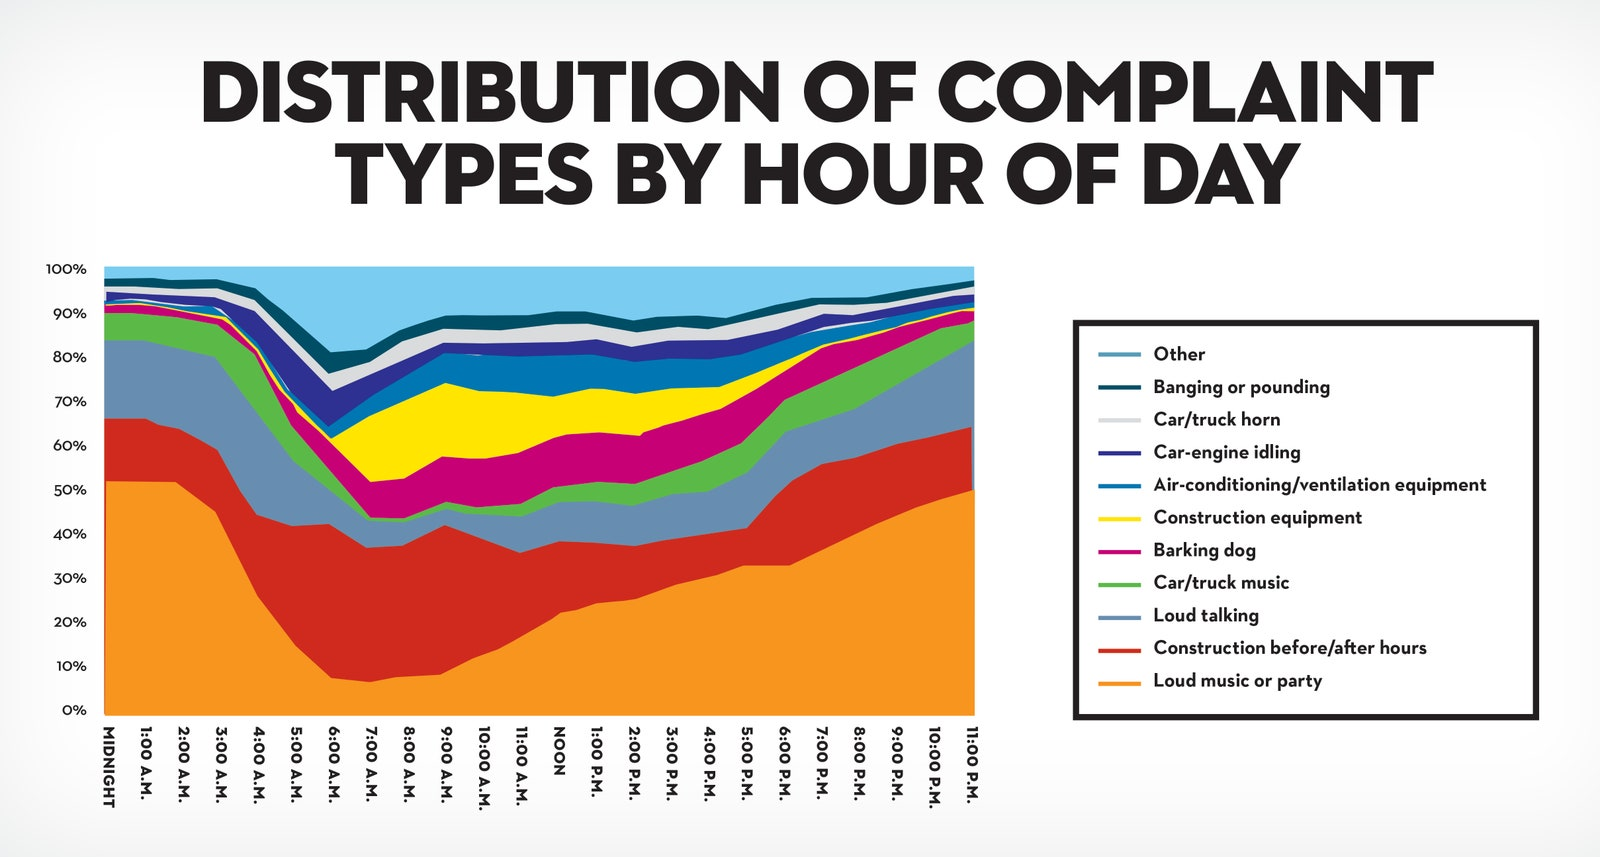 DISTRIBUTION OF COMPLAINT
TYPES BY HOUR OF DAY
100%
90%
80%
70%
60%
50%
40%
30%
20%
10%
0%
MIDNIGHT
1:00 A.M.
2:00 A.M.
3:00 A.M.
4:00 A.M.
5:00 A.M.
6:00 A.M.
7:00 A.M.
8:00 A.M.
9:00 A.M.
10:00 A.M.
11:00 A.M.
NOON
1:00 P.M.
2:00 P.M.
3:00 P.M.
4:00 P.M.
5:00 P.M.
6:00 P.M.
7:00 P.M.
8:00 P.M.
9:00 P.M.
10:00 P.M.
11:00 P.M.
Other
Banging or pounding
Car/truck horn
Car-engine idling
Air-conditioning/ventilation equipment
Construction equipment
Barking dog
Car/truck music
Loud talking
Construction before/after hours
Loud music or party